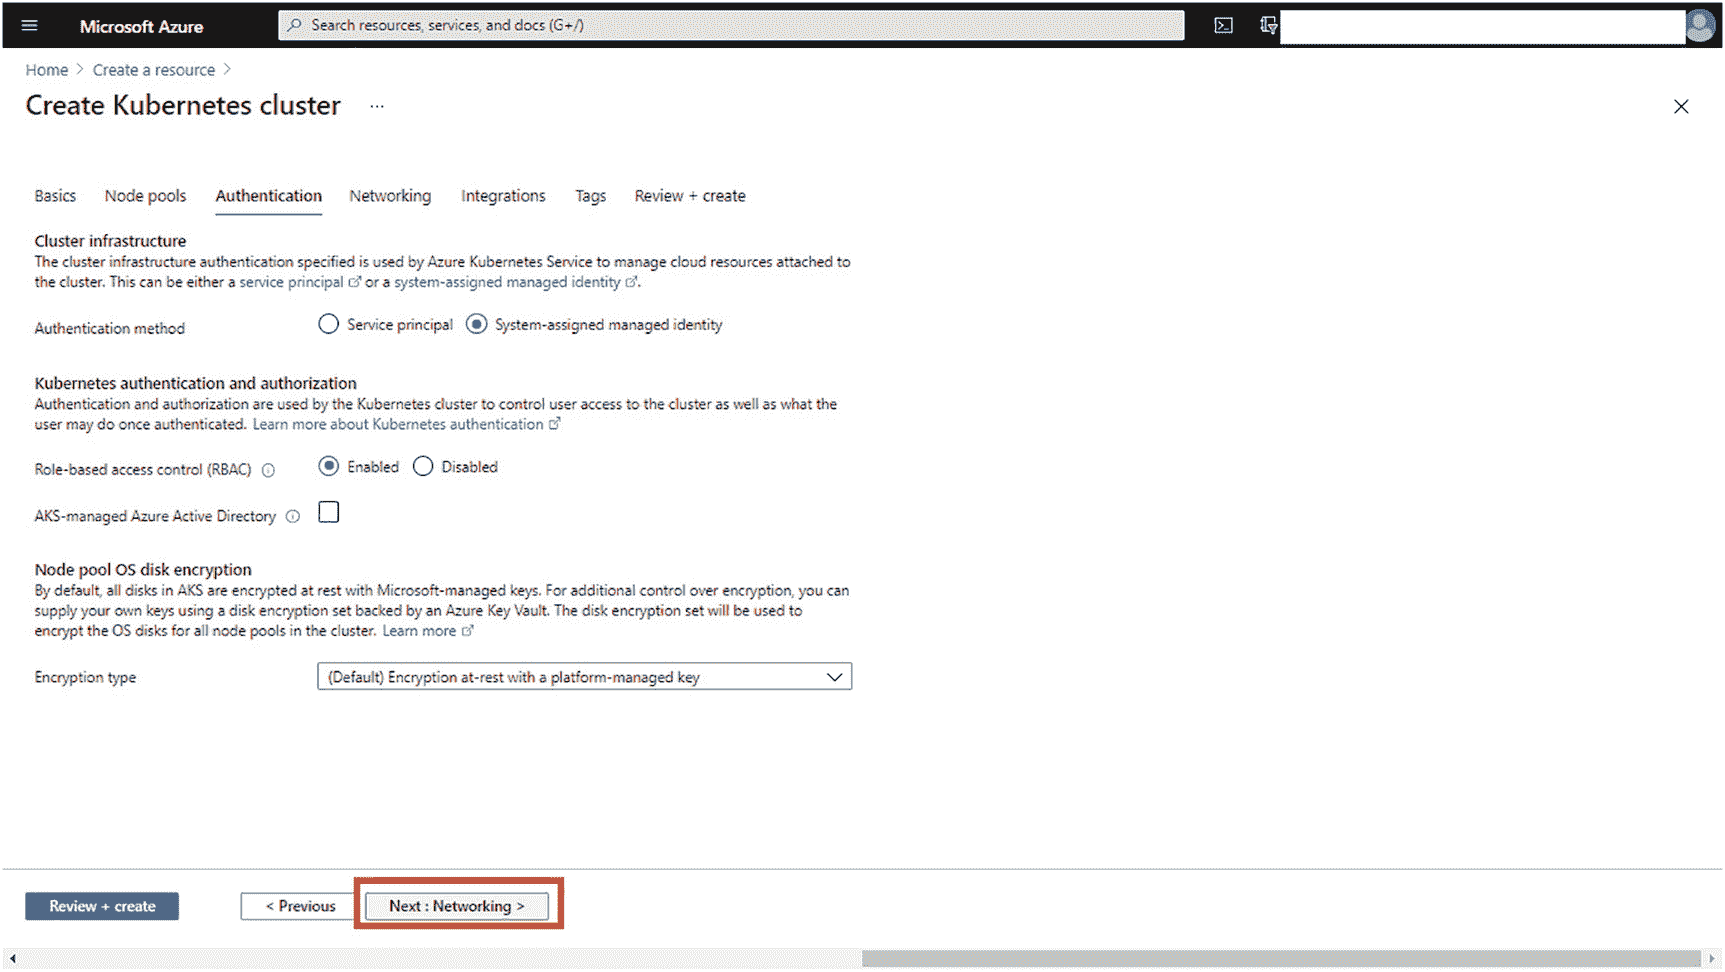 Microsoft Azure
Search resources, services, and docs (G+/)
Home > Create a resource >
Create Kubernetes cluster ...
Basics Node pools Authentication Networking Integrations Tags Review + create
Cluster infrastructure
The cluster infrastructure authentication specified is used by Azure Kubernetes Service to manage cloud resources attached to
the cluster. This can be either a service principal or a system-assigned managed identity.
Authentication method Service principal System-assigned managed identity
Kubernetes authentication and authorization
Authentication and authorization are used by the Kubernetes cluster to control user access to the cluster as well as what the
user may do once authenticated. Learn more about Kubernetes authentication
Role-based access control (RBAC) Enabled Disabled
AKS-managed Azure Active Directory
Node pool OS disk encryption
By default, all disks in AKS are encrypted at rest with Microsoft-managed keys. For additional control over encryption, you can
supply your own keys using a disk encryption set backed by an Azure Key Vault. The disk encryption set will be used to
encrypt the OS disks for all node pools in the cluster. Learn more
Encryption type (Default) Encryption at-rest with a platform-managed key
Review + create < Previous Next : Networking >